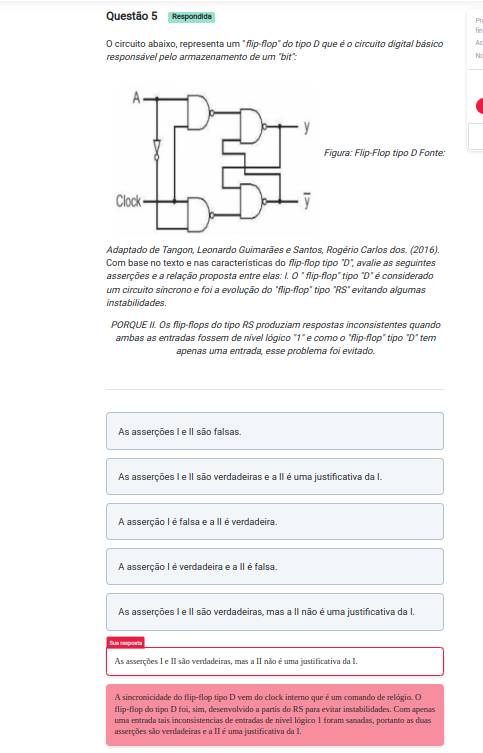 Questão 5 Respondida
O circuito abaixo, representa um "flip-flop" do tipo D que é o circuito digital básico
responsável pelo armazenamento de um "bit":
A
y
Figura: Flip-Flop tipo D Fonte:
Clock
y
Adaptado de Tangon, Leonardo Guimarães e Santos, Rogério Carlos dos. (2016).
Com base no texto e nas características do flip-flop tipo "D", avalie as seguintes
asserções e a relação proposta entre elas: I. O " flip-flop" tipo "D" é considerado
um circuito síncrono e foi a evolução do "flip-flop" tipo "RS" evitando algumas
instabilidades.
PORQUE II. Os flip-flops do tipo RS produziam respostas inconsistentes quando
ambas as entradas fossem de nível lógico "1" e como o "flip-flop" tipo "D" tem
apenas uma entrada, esse problema foi evitado.
As asserções I e II são falsas.
As asserções I e II são verdadeiras e a II é uma justificativa da I.
A asserção I é falsa e a II é verdadeira.
A asserção I é verdadeira e a II é falsa.
As asserções I e II são verdadeiras, mas a II não é uma justificativa da I.
Sua resposta
As asserções I e II são verdadeiras, mas a II não é uma justificativa da I.
A sincronicidade do flip-flop tipo D vem do clock interno que é um comando de relógio. O
flip-flop do tipo D foi, sim, desenvolvido a partis do RS para evitar instabilidades. Com apenas
uma entrada tais inconsistencias de entradas de nivel lógico 1 foram sanadas, portanto as duas
asserções são verdadeiras e a II é uma justificativa da I.